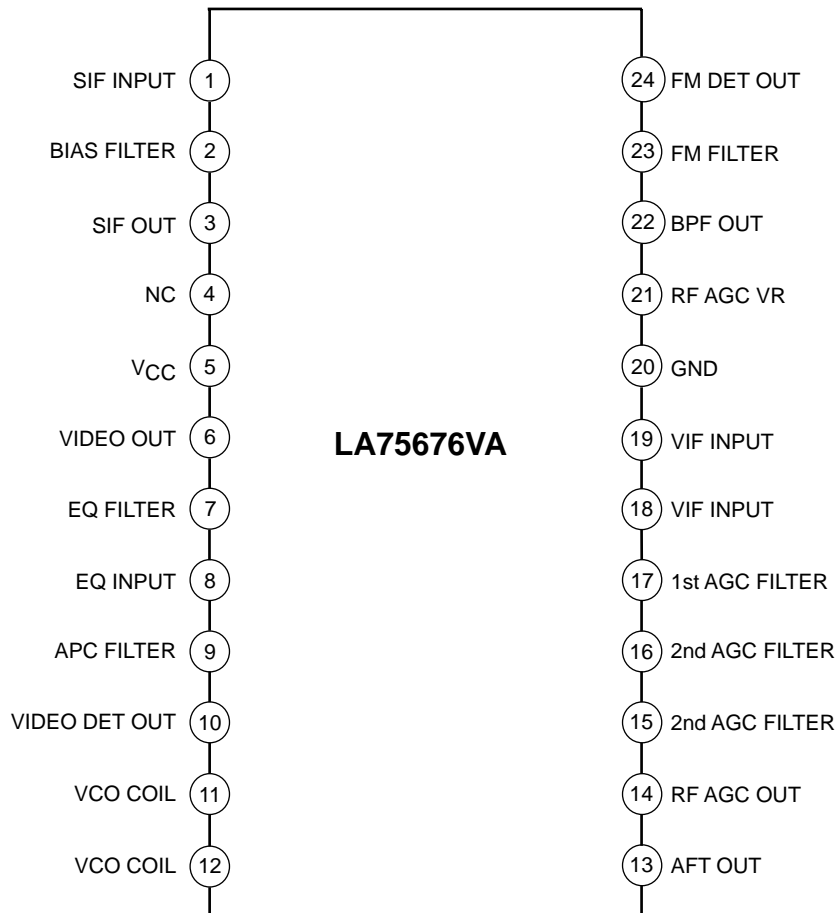 SIF INPUT 1
BIAS FILTER 2
SIF OUT 3
NC 4
VCC 5
VIDEO OUT 6
EQ FILTER 7
EQ INPUT 8
APC FILTER 9
VIDEO DET OUT 10
VCO COIL 11
VCO COIL 12
LA75676VA
24 FM DET OUT
23 FM FILTER
22 BPF OUT
21 RF AGC VR
20 GND
19 VIF INPUT
18 VIF INPUT
17 1st AGC FILTER
16 2nd AGC FILTER
15 2nd AGC FILTER
14 RF AGC OUT
13 AFT OUT